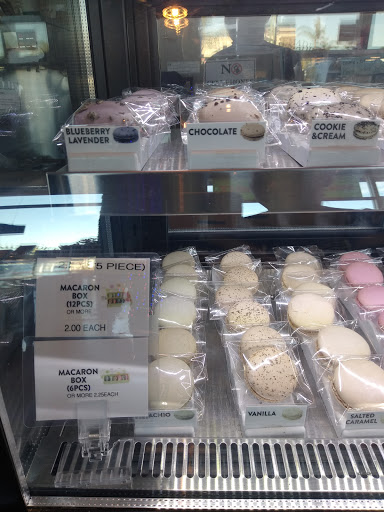 BLUEBERRY
LAVENDER
CHOCOLATE
COOKIE
&CREAM
5 PIECE)
MACARON
BOX
(12PCS)
OR MORE
2.00 EACH
MACARON
BOX
(6PCS)
OR MORE 2.25EACH
ACHIO
VANILLA
SALTED
CARAMEL